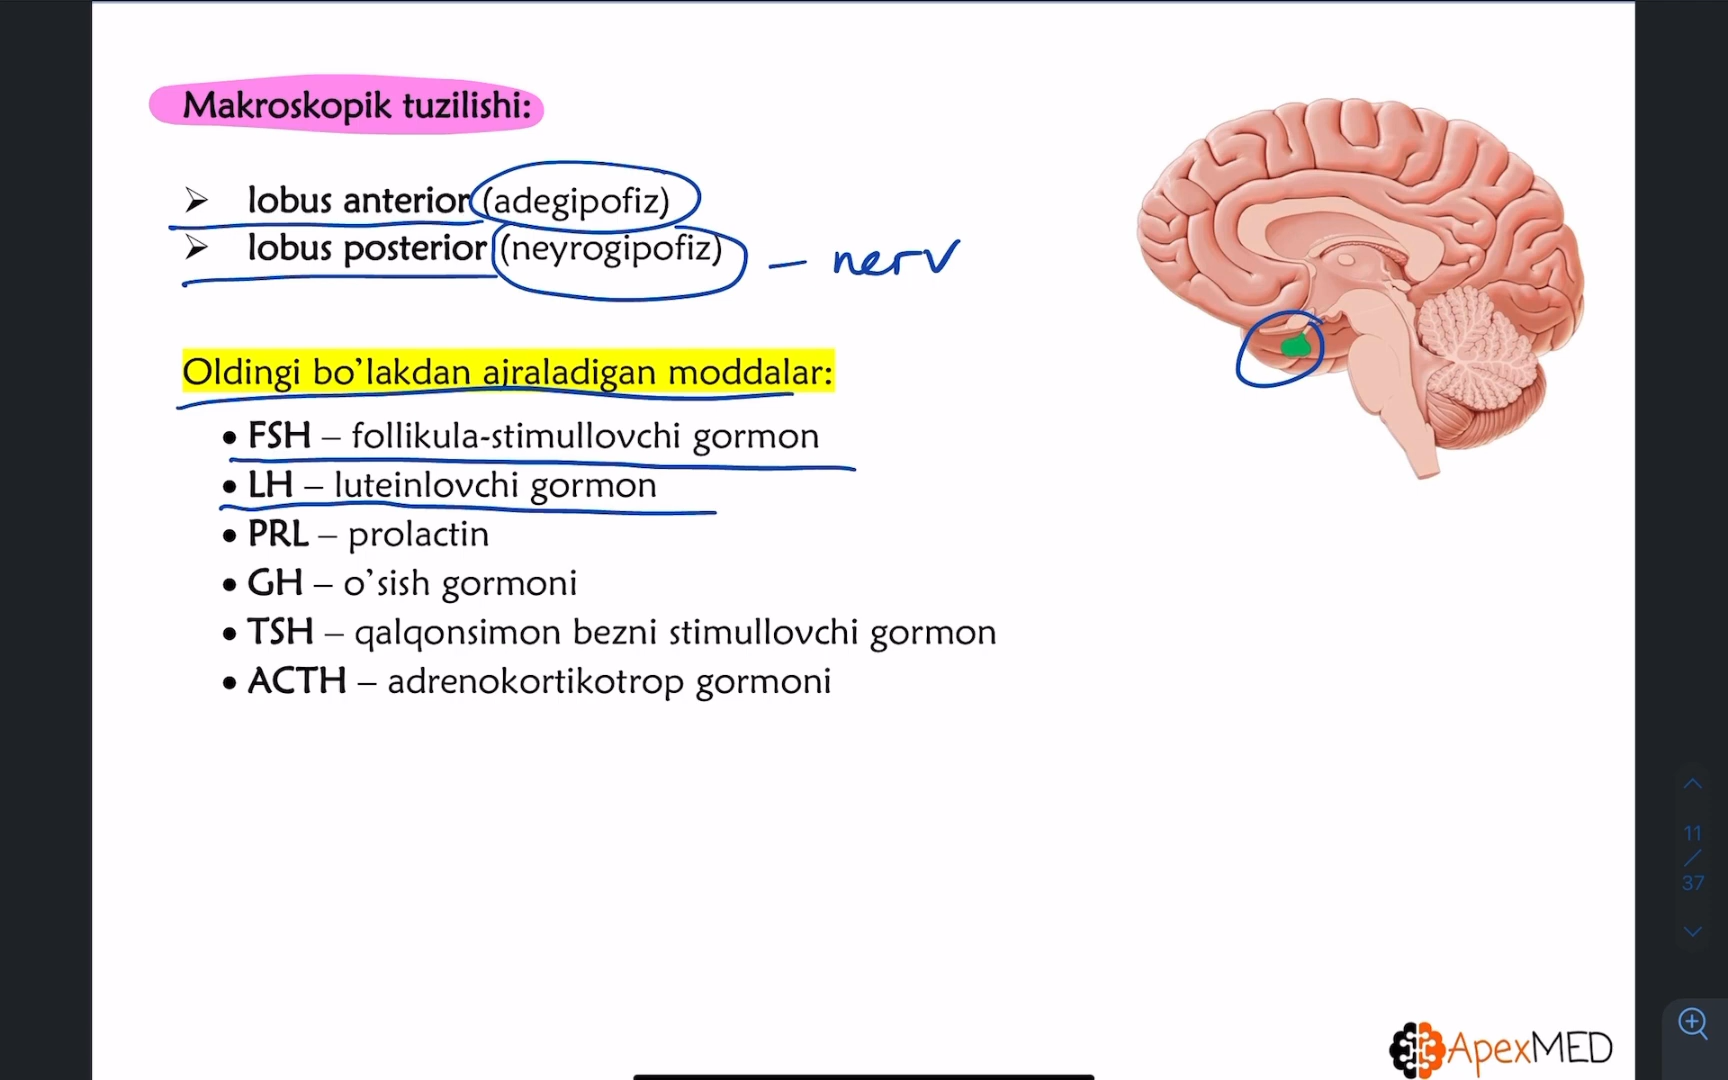 Makroskopik tuzilishi:
➢ lobus anterior (adegipofiz)
➢ lobus posterior (neyrogipofiz) – nerv
Oldingi bo’lakdan ajraladigan moddalar:
• FSH – follikula-stimullovchi gormon
• LH – luteinlovchi gormon
• PRL – prolactin
• GH – o’sish gormoni
• TSH – qalqonsimon bezni stimullovchi gormon
• ACTH – adrenokortikotrop gormoni
11
/
37
ApexMED